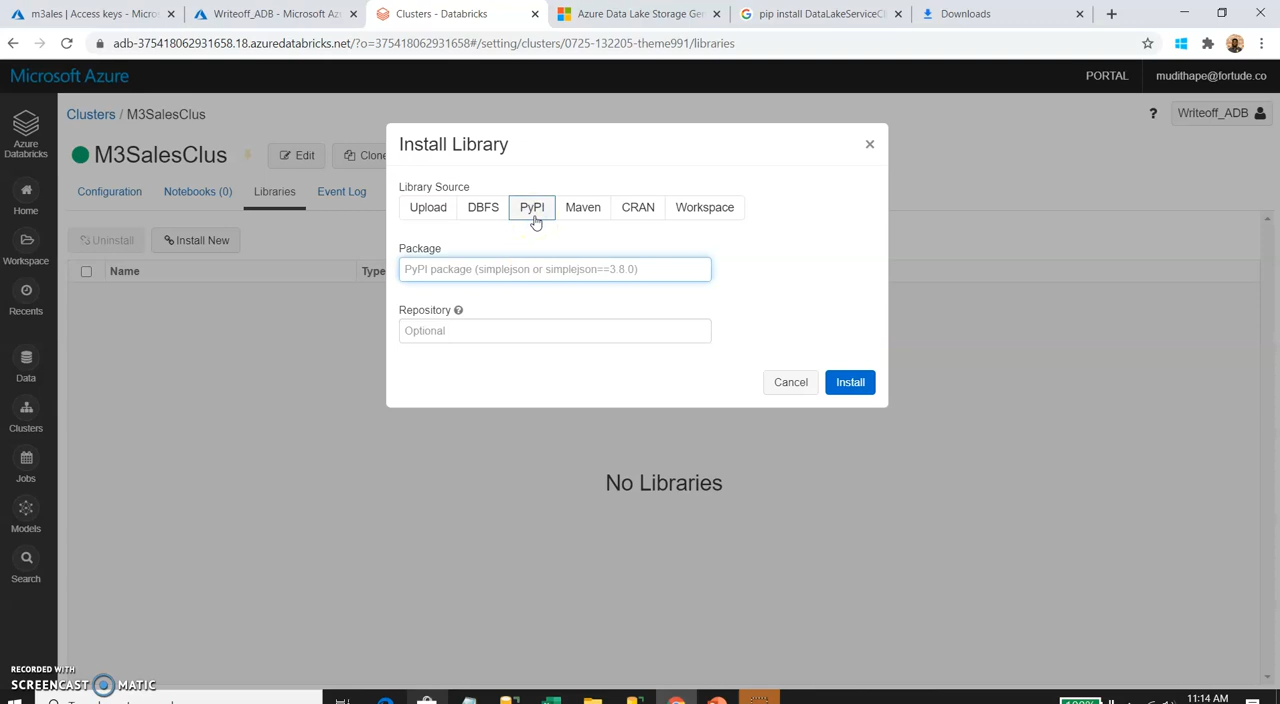 m3ales | Access keys - Micros
Writeoff_ADB - Microsoft Az
Clusters - Databricks
Azure Data Lake Storage Ge
pip install DataLakeServiceCl
Downloads
adb-375418062931658.18.azuredatabricks.net/?o=375418062931658#/setting/clusters/0725-132205-theme991/libraries
Microsoft Azure
PORTAL
mudithape@fortude.co
Azure
Databricks
Home
Workspace
Recents
Data
Clusters
Jobs
Models
Search
Clusters / M3SalesClus
?
Writeoff_ADB
M3SalesClus
Edit
Clone
Configuration
Notebooks (0)
Libraries
Event Log
Uninstall
Install New
Name
Type
No Libraries
Install Library
×
Library Source
Upload
DBFS
PyPI
Maven
CRAN
Workspace
Package
PyPI package (simplejson or simplejson==3.8.0)
Repository
Optional
Cancel
Install
RECORDED WITH
SCREENCAST MATIC
11:14 AM